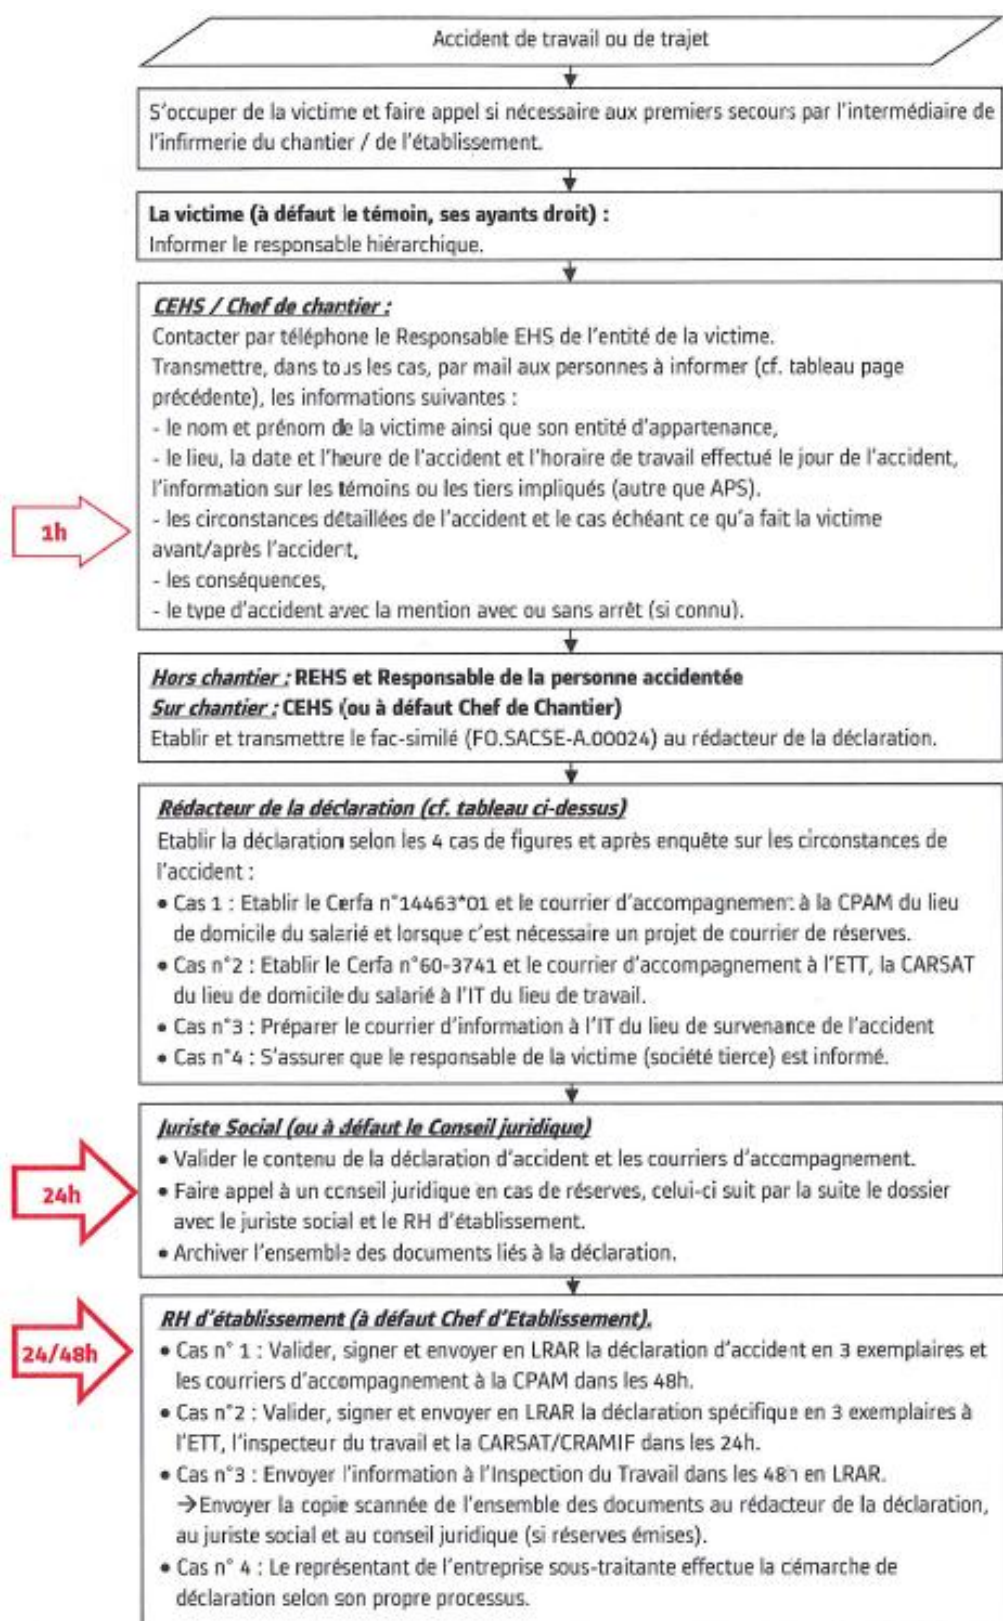 Accident de travail ou de trajet
S'occuper de la victime et faire appel si nécessaire aux premiers secours par l'intermédiaire de
l'infirmerie du chantier / de l'établissement.
La victime (à défaut le témoin, ses ayants droit) :
Informer le responsable hiérarchique.
CEHS / Chef de chantier :
Contacter par téléphone le Responsable EHS de l'entité de la victime.
Transmettre, dans tous les cas, par mail aux personnes à informer (cf. tableau page
précédente), les informations suivantes :
- le nom et prénom de la victime ainsi que son entité d'appartenance,
- le lieu, la date et l'heure de l'accident et l'horaire de travail effectué le jour de l'accident,
l'information sur les témoins ou les tiers impliqués (autre que APS).
- les circonstances détaillées de l'accident et le cas échéant ce qu'a fait la victime
1h
avant/après l'accident,
- les conséquences,
- le type d'accident avec la mention avec ou sans arrêt (si connu).
Hors chantier : REHS et Responsable de la personne accidentée
Sur chantier : CEHS (ou à défaut Chef de Chantier)
Etablir et transmettre le fac-similé (FO.SACSE-A.00024) au rédacteur de la déclaration.
Rédacteur de la déclaration (cf. tableau ci-dessus)
Etablir la déclaration selon les 4 cas de figures et après enquête sur les circonstances de
l'accident :
• Cas 1 : Etablir le Cerfa n°14463*01 et le courrier d'accompagnement à la CPAM du lieu
de domicile du salarié et lorsque c'est nécessaire un projet de courrier de réserves.
• Cas n°2 : Etablir le Cerfa n°60-3741 et le courrier d'accompagnement à l'ETT, la CARSAT
du lieu de domicile du salarié à l'IT du lieu de travail.
• Cas n°3 : Préparer le courrier d'information à l'IT du lieu de survenance de l'accident
• Cas n°4 : S'assurer que le responsable de la victime (société tierce) est informé.
Juriste Social (ou à défaut le Conseil juridique)
• Valider le contenu de la déclaration d'accident et les courriers d'accompagnement.
24h
• Faire appel à un conseil juridique en cas de réserves, celui-ci suit par la suite le dossier
avec le juriste social et le RH d'établissement.
• Archiver l'ensemble des documents liés à la déclaration.
RH d'établissement (à défaut Chef d'Etablissement).
24/48h
• Cas n° 1 : Valider, signer et envoyer en LRAR la déclaration d'accident en 3 exemplaires et
les courriers d'accompagnement à la CPAM dans les 48h.
• Cas n°2 : Valider, signer et envoyer en LRAR la déclaration spécifique en 3 exemplaires à
l'ETT, l'inspecteur du travail et la CARSAT/CRAMIF dans les 24h.
• Cas n°3 : Envoyer l'information à l'Inspection du Travail dans les 48h en LRAR.
→Envoyer la copie scannée de l'ensemble des documents au rédacteur de la déclaration,
au juriste social et au conseil juridique (si réserves émises).
• Cas n° 4 : Le représentant de l'entreprise sous-traitante effectue la démarche de
déclaration selon son propre processus.